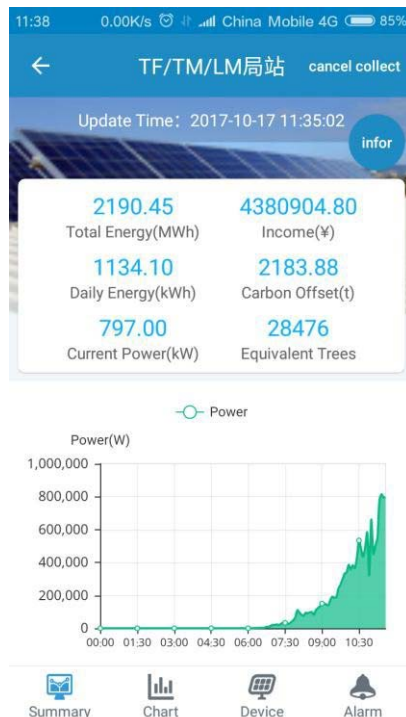 11:38 0.00K/s China Mobile 4G 85%
TF/TM/LM局站 cancel collect
Update Time：2017-10-17 11:35:02
infor
2190.45 4380904.80
Total Energy(MWh) Income(¥)
1134.10 2183.88
Daily Energy(kWh) Carbon Offset(t)
797.00 28476
Current Power(kW) Equivalent Trees
Power
Power(W)
1,000,000
800,000
600,000
400,000
200,000
0
00:00 01:30 03:00 04:30 06:00 07:30 09:00 10:30
Summary Chart Device Alarm